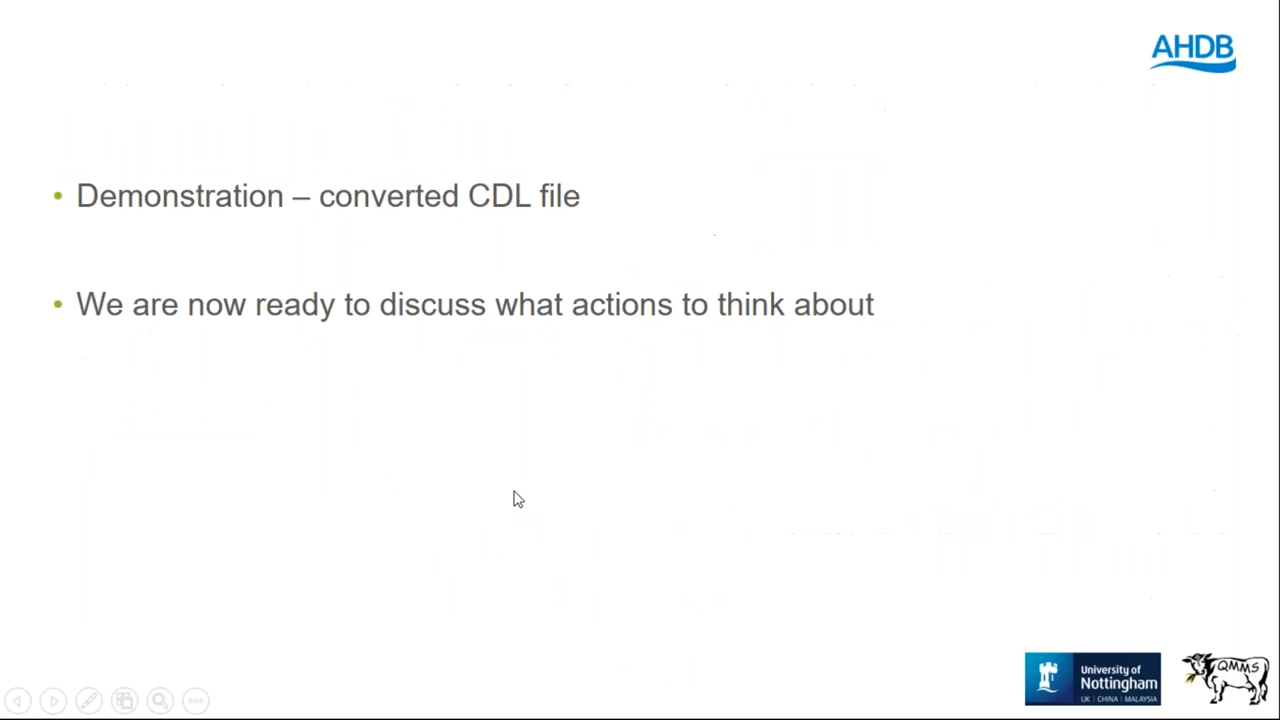 AHDB
• Demonstration – converted CDL file
• We are now ready to discuss what actions to think about
University of
Nottingham
UK | CHINA | MALAYSIA
QMMS